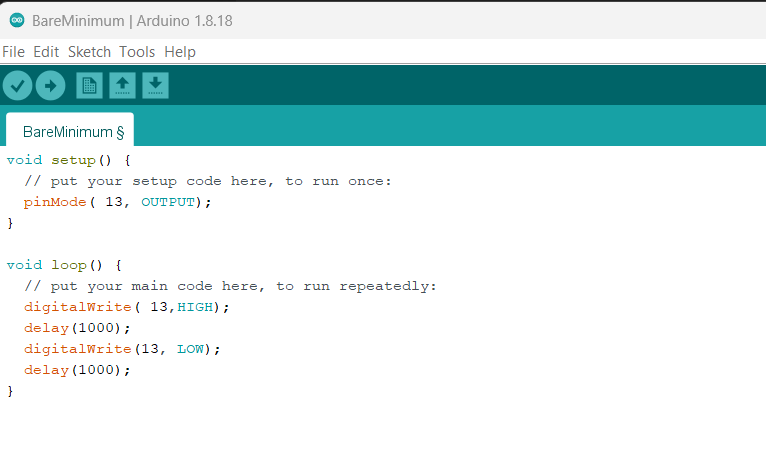 BareMinimum | Arduino 1.8.18
File Edit Sketch Tools Help
BareMinimum §
void setup() {
  // put your setup code here, to run once:
  pinMode( 13, OUTPUT);
}
void loop() {
  // put your main code here, to run repeatedly:
  digitalWrite( 13,HIGH);
  delay(1000);
  digitalWrite(13, LOW);
  delay(1000);
}